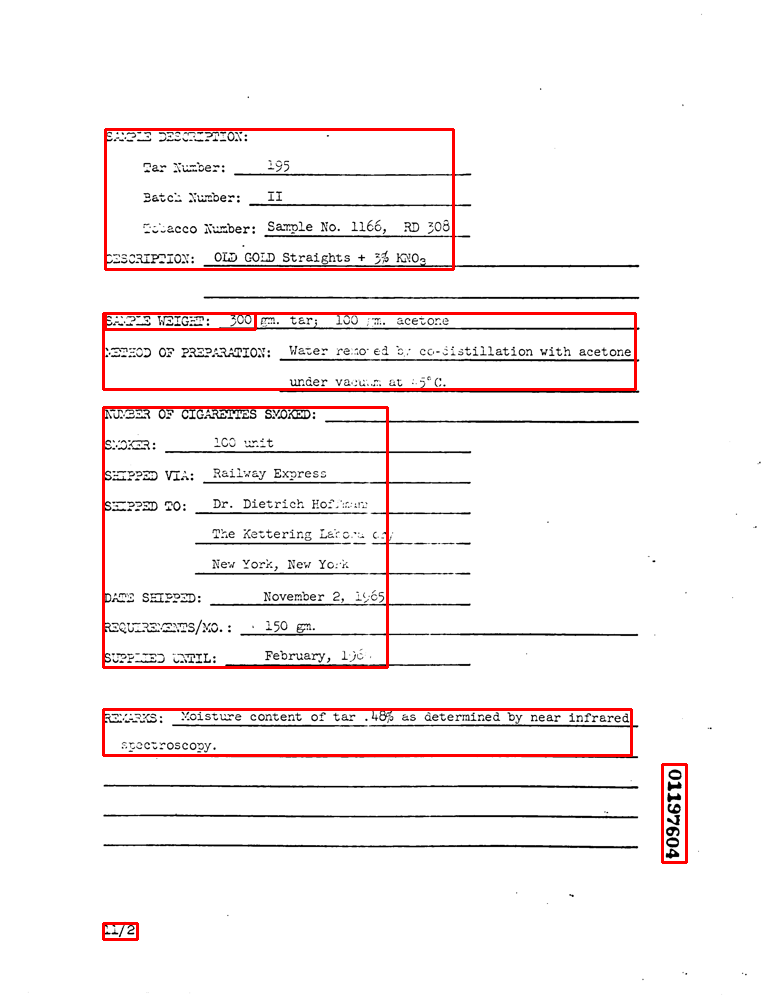 SAMPLE DESCRIPTION:
Tar Number: 195
Batch Number: II
Tobacco Number: Sample No. 1166, RD 308
DESCRIPTION: OLD GOLD Straights + 3% KNO3
SAMPLE WEIGHT: 300 gm. tar; 100 gm. acetone
METHOD OF PREPARATION: Water removed by co-distillation with acetone
under vacuum at 45°C.
NUMBER OF CIGARETTES SMOKED:
SMOKER: 100 unit
SHIPPED VIA: Railway Express
SHIPPED TO: Dr. Dietrich Hoffmann
The Kettering Laboratory
New York, New York
DATE SHIPPED: November 2, 1965
REQUIREMENTS/MO.: 150 gm.
SUPPLIED UNTIL: February,
REMARKS: Moisture content of tar .48% as determined by near infrared
spectroscopy.
01197604
11/2